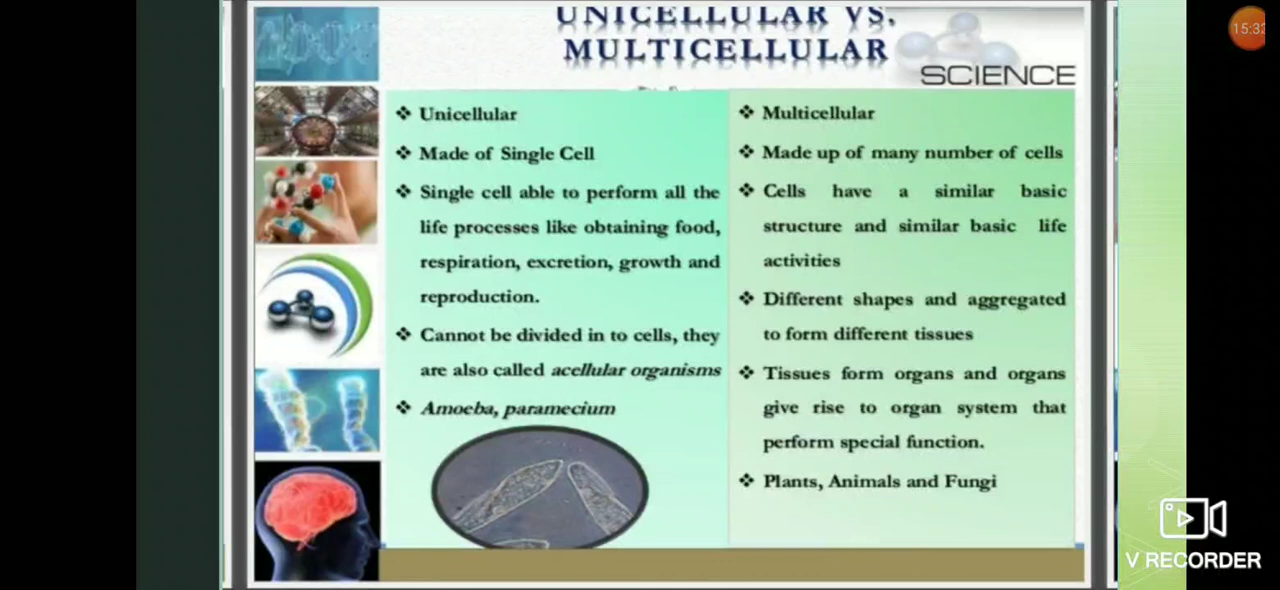 UNICELLULAR VS.
MULTICELLULAR
SCIENCE
15:32
❖ Unicellular
❖ Made of Single Cell
❖ Single cell able to perform all the
life processes like obtaining food,
respiration, excretion, growth and
reproduction.
❖ Cannot be divided in to cells, they
are also called acellular organisms
❖ Amoeba, paramecium
❖ Multicellular
❖ Made up of many number of cells
❖ Cells have a similar basic
structure and similar basic life
activities
❖ Different shapes and aggregated
to form different tissues
❖ Tissues form organs and organs
give rise to organ system that
perform special function.
❖ Plants, Animals and Fungi
V RECORDER